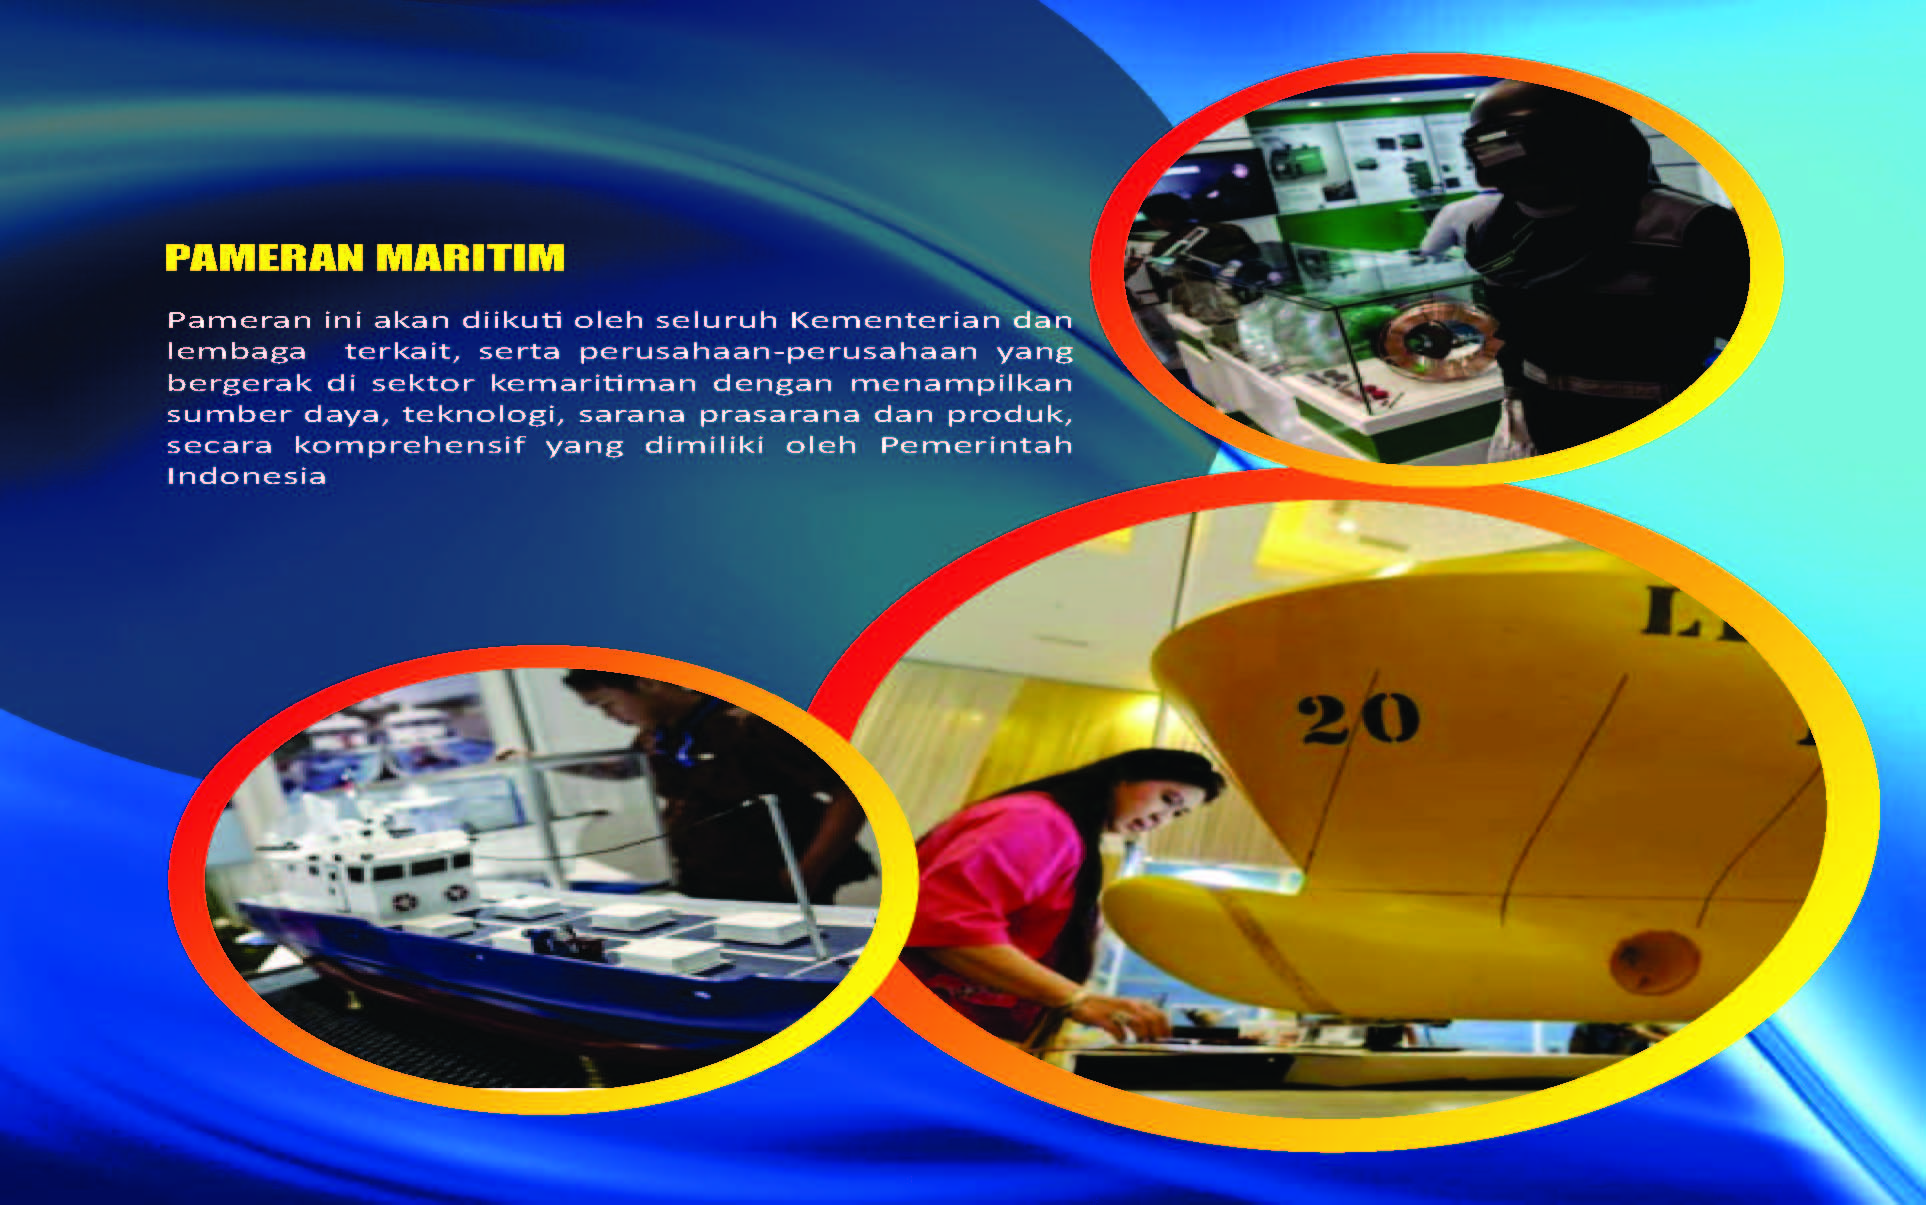 PAMERAN MARITIM
Pameran ini akan diikuti oleh seluruh Kementerian dan
lembaga terkait, serta perusahaan-perusahaan yang
bergerak di sektor kemaritiman dengan menampilkan
sumber daya, teknologi, sarana prasarana dan produk,
secara komprehensif yang dimiliki oleh Pemerintah
Indonesia
20